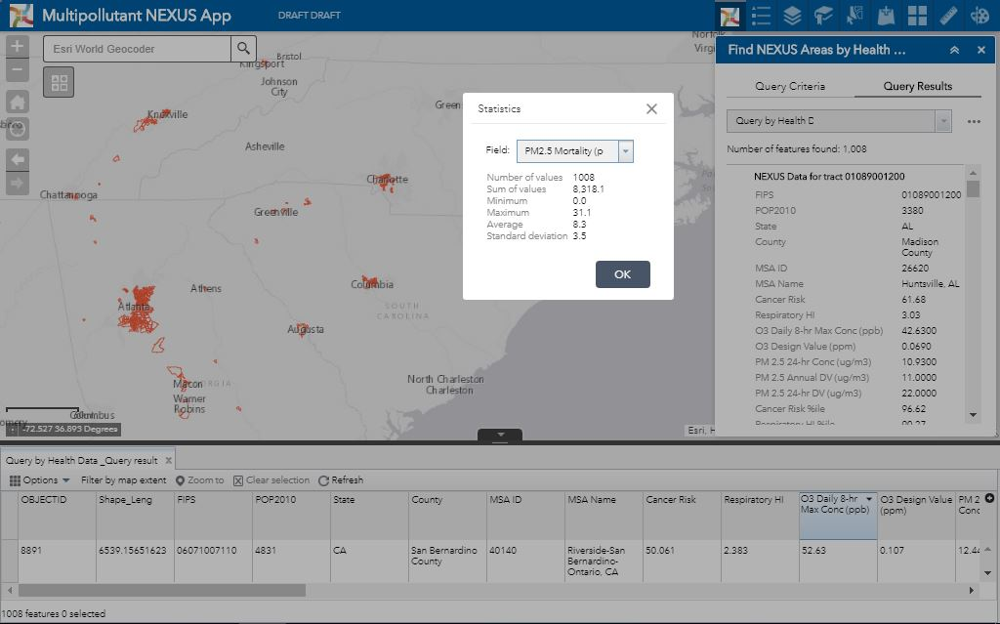 Multipollutant NEXUS App
DRAFT DRAFT
Esri World Geocoder
Bristol
Kingsport
Johnson
City
Knoxville
Green
Asheville
Charlotte
Chattanooga
Greenville
Athens
Atlanta
Columbia
SOUTH
CAROLINA
Augusta
Macon
Warner
Robins
North Charleston
Charleston
Norfolk
Virgi
-72.527 36.893 Degrees
Esri, H
Statistics
Field: PM2.5 Mortality (p
Number of values 1008
Sum of values 8,318.1
Minimum 0.0
Maximum 31.1
Average 8.3
Standard deviation 3.5
OK
Find NEXUS Areas by Health ...
Query Criteria Query Results
Query by Health D
Number of features found: 1,008
NEXUS Data for tract 01089001200
FIPS 01089001200
POP2010 3380
State AL
County Madison
County
MSA ID 26620
MSA Name Huntsville, AL
Cancer Risk 61.68
Respiratory HI 3.03
O3 Daily 8-hr Max Conc (ppb) 42.6300
O3 Design Value (ppm) 0.0690
PM 2.5 24-hr Conc (ug/m3) 10.9300
PM 2.5 Annual DV (ug/m3) 11.0000
PM 2.5 24-hr DV (ug/m3) 22.0000
Cancer Risk %ile 96.62
Respiratory HI %ile
Query by Health Data _Query result
Options Filter by map extent Zoom to Clear selection Refresh
OBJECTID Shape_Leng FIPS POP2010 State County MSA ID MSA Name Cancer Risk Respiratory HI O3 Daily 8-hr O3 Design Value PM 2
Max Conc (ppb) (ppm) Conc
8891 6539.15651623 06071007110 4831 CA San Bernardino 40140 Riverside-San 50.061 2.383 52.63 0.107 12.4
County Bernardino-
Ontario, CA
1008 features 0 selected